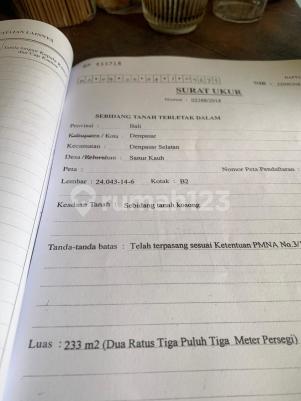 SURAT UKUR
Nomor :
SEBIDANG TANAH TERLETAK DALAM
Provinsi : Bali
Kabupaten / Kota : Denpasar
Kecamatan : Denpasar Selatan
Desa /Kelurahan : Sanur Kauh
Peta : Nomor Peta Pendaftaran :
Lembar : 24.043-14-6 Kotak : B2
Keadaan Tanah : Sebidang tanah kosong
rumah123
Tanda-tanda batas : Telah terpasang sesuai Ketentuan PMNA No.3/
Luas : 233 m2 (Dua Ratus Tiga Puluh Tiga Meter Persegi)